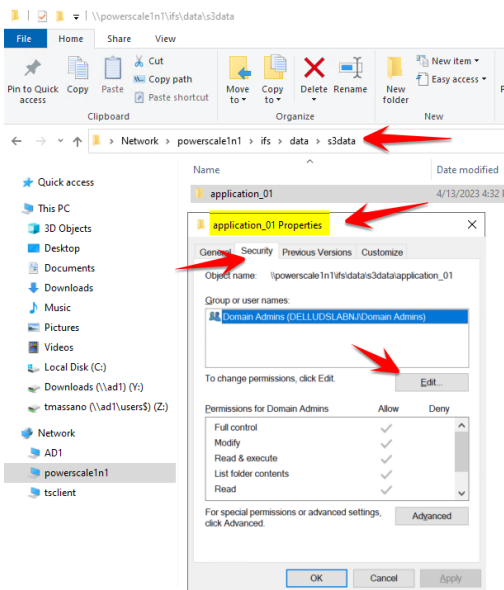 \\powerscale1n1\ifs\data\s3data
File Home Share View
Pin to Quick access
Copy
Paste
Cut
Copy path
Paste shortcut
Clipboard
Move to
Copy to
Delete
Rename
Organize
New folder
New item
Easy access
New
Network > powerscale1n1 > ifs > data > s3data
Quick access
This PC
3D Objects
Desktop
Documents
Downloads
Music
Pictures
Videos
Local Disk (C:)
Downloads (\\ad1) (Y:)
tmassano (\\ad1\users$) (Z:)
Network
AD1
powerscale1n1
tsclient
Name Date modified
application_01 4/13/2023 4:32
application_01 Properties
General Security Previous Versions Customize
Object name: \\powerscale1n1\ifs\data\s3data\application_01
Group or user names:
Domain Admins (DELLUDSLABNJ\Domain Admins)
To change permissions, click Edit.
Edit...
Permissions for Domain Admins Allow Deny
Full control
Modify
Read & execute
List folder contents
Read
For special permissions or advanced settings,
click Advanced.
Advanced
OK Cancel Apply